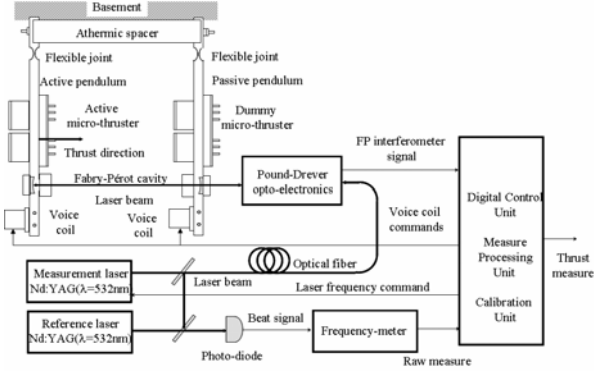 Basement
Athermic spacer
Flexible joint
Flexible joint
Active pendulum
Passive pendulum
Active
micro-thruster
Dummy
micro-thruster
Thrust direction
FP interferometer
signal
Fabry-Pérot cavity
Pound-Drever
opto-electronics
Laser beam
Digital Control
Unit
Voice
coil
Voice
coil
Voice coil
commands
Measure
Processing
Unit
Thrust
measure
Optical fiber
Measurement laser
Nd:YAG(λ=532nm)
Laser beam
Laser frequency command
Calibration
Unit
Reference laser
Nd:YAG(λ=532nm)
Beat signal
Frequency-meter
Photo-diode
Raw measure